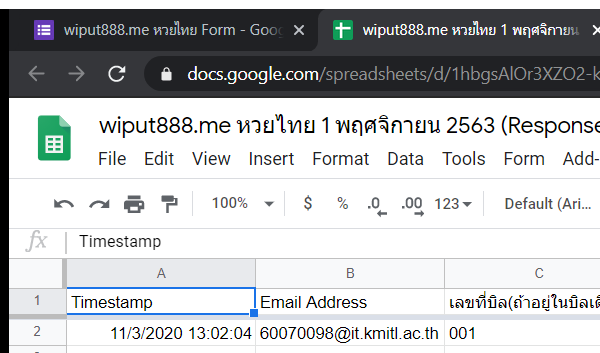 wiput888.me หวยไทย Form - Goog
wiput888.me หวยไทย 1 พฤศจิกายน
docs.google.com/spreadsheets/d/1hbgsAlOr3XZO2-k
wiput888.me หวยไทย 1 พฤศจิกายน 2563 (Response
File Edit View Insert Format Data Tools Form Add-
100% $ % .0 .00 123 Default (Ari...
fx Timestamp
A B C
1 Timestamp Email Address เลขที่บิล(ถ้าอยู่ในบิลเดี
2 11/3/2020 13:02:04 60070098@it.kmitl.ac.th 001